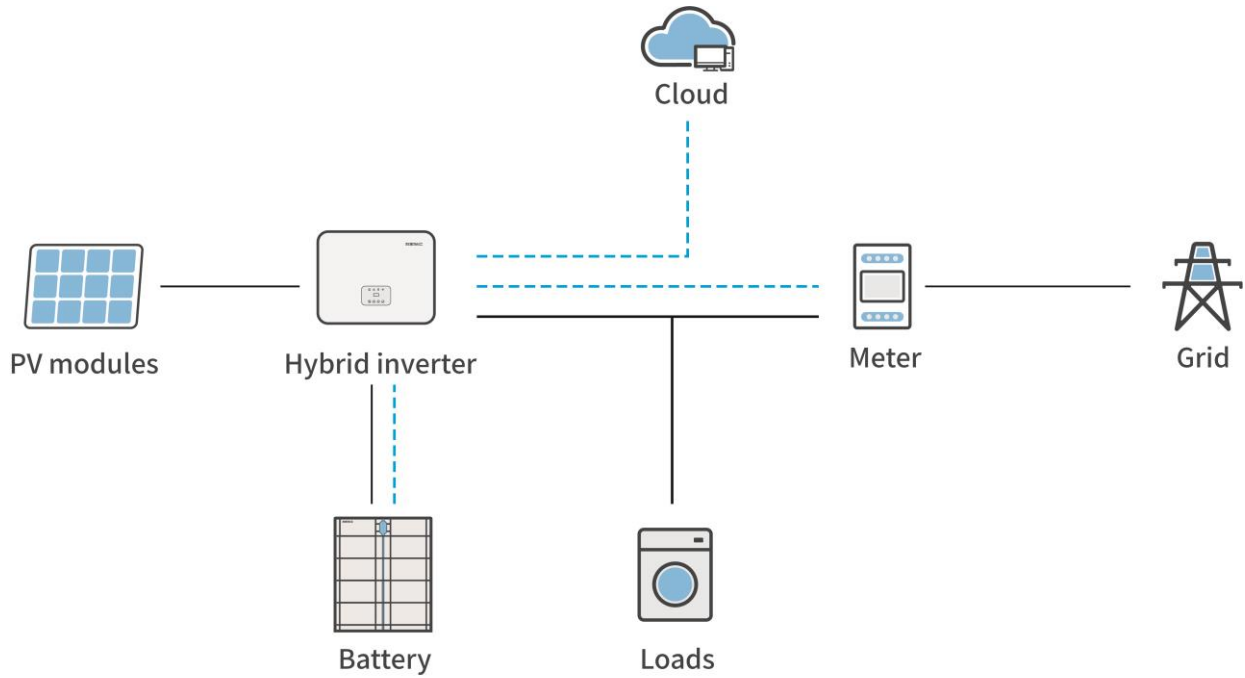 Cloud
PV modules
Hybrid inverter
Meter
Grid
Battery
Loads